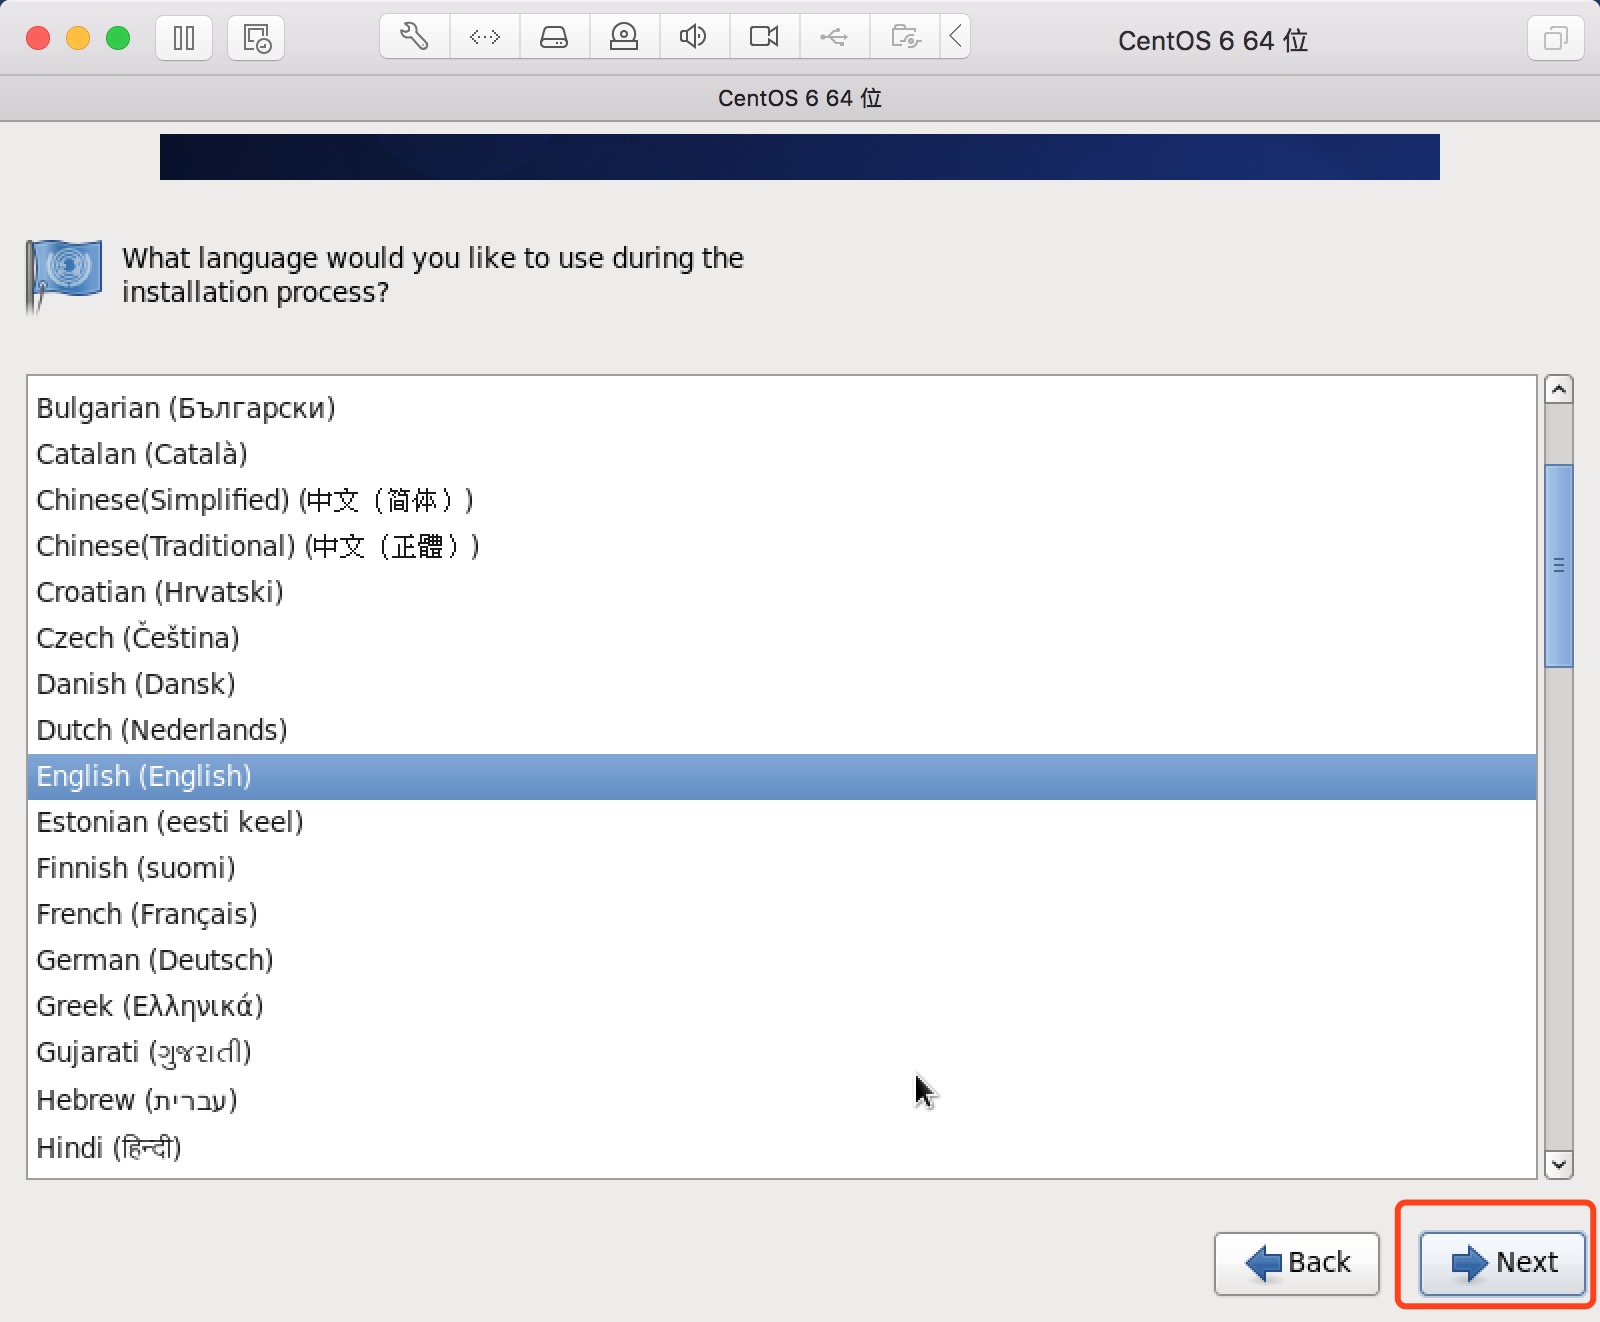 CentOS 6 64 位
CentOS 6 64 位
What language would you like to use during the
installation process?
Bulgarian (Български)
Catalan (Català)
Chinese(Simplified) (中文（简体）)
Chinese(Traditional) (中文（正體）)
Croatian (Hrvatski)
Czech (Čeština)
Danish (Dansk)
Dutch (Nederlands)
English (English)
Estonian (eesti keel)
Finnish (suomi)
French (Français)
German (Deutsch)
Greek (Ελληνικά)
Gujarati (ગુજરાતી)
Hebrew (עברית)
Hindi (हिन्दी)
Back
Next